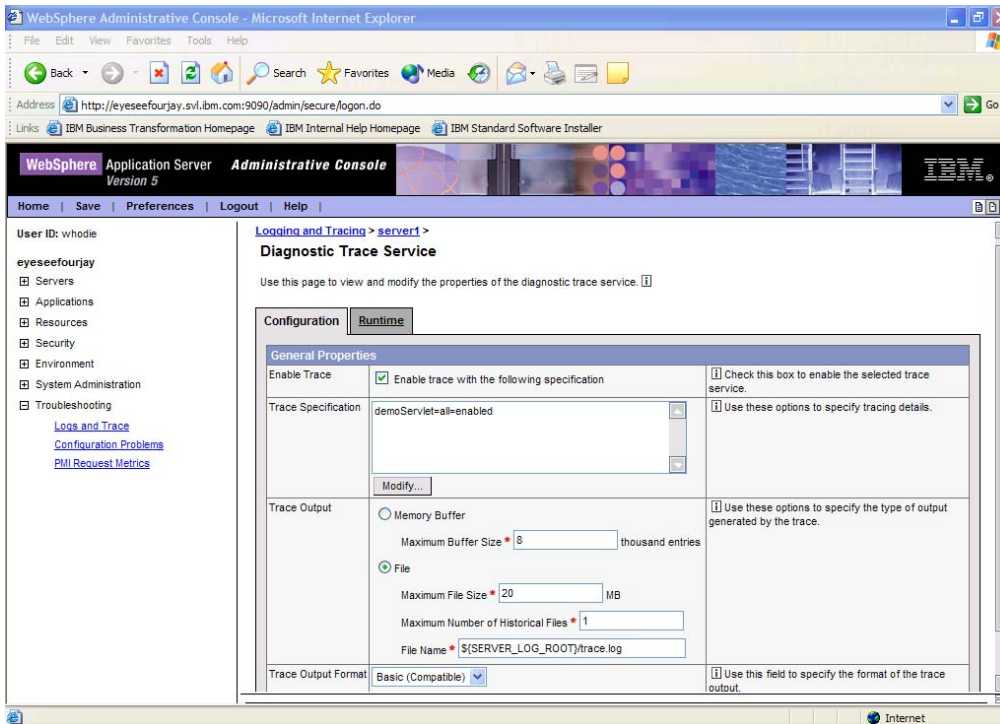 WebSphere Administrative Console - Microsoft Internet Explorer
File Edit View Favorites Tools Help
Back Search Favorites Media
Address http://eyeseefourjay.svl.ibm.com:9090/admin/secure/logon.do Go
Links IBM Business Transformation Homepage IBM Internal Help Homepage IBM Standard Software Installer
WebSphere Application Server Administrative Console
Version 5
IBM
Home | Save | Preferences | Logout | Help |
User ID: whodie
eyeseefourjay
Servers
Applications
Resources
Security
Environment
System Administration
Troubleshooting
Logs and Trace
Configuration Problems
PMI Request Metrics
Logging and Tracing > server1 >
Diagnostic Trace Service
Use this page to view and modify the properties of the diagnostic trace service. i
Configuration Runtime
General Properties
Enable Trace
Enable trace with the following specification
i Check this box to enable the selected trace
service.
Trace Specification
demoServlet=all=enabled
Modify...
i Use these options to specify tracing details.
Trace Output
Memory Buffer
Maximum Buffer Size * 8 thousand entries
File
Maximum File Size * 20 MB
Maximum Number of Historical Files * 1
File Name * ${SERVER_LOG_ROOT}/trace.log
i Use these options to specify the type of output
generated by the trace.
Trace Output Format
Basic (Compatible)
i Use this field to specify the format of the trace
output.
Internet